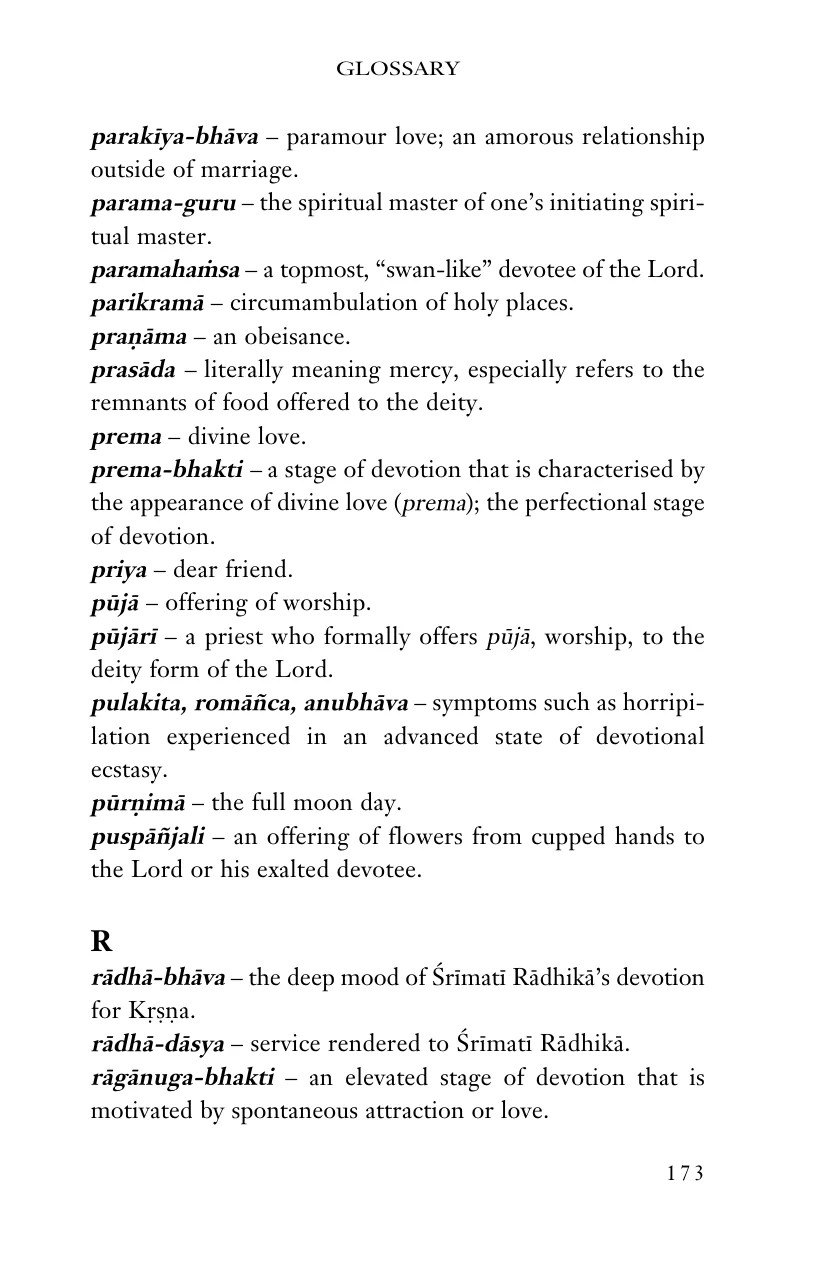 GLOSSARY
parakīya-bhāva – paramour love; an amorous relationship
outside of marriage.
parama-guru – the spiritual master of one’s initiating spiri-
tual master.
paramahaṁsa – a topmost, “swan-like” devotee of the Lord.
parikramā – circumambulation of holy places.
praṇāma – an obeisance.
prasāda – literally meaning mercy, especially refers to the
remnants of food offered to the deity.
prema – divine love.
prema-bhakti – a stage of devotion that is characterised by
the appearance of divine love (prema); the perfectional stage
of devotion.
priya – dear friend.
pūjā – offering of worship.
pūjārī – a priest who formally offers pūjā, worship, to the
deity form of the Lord.
pulakita, romāñca, anubhāva – symptoms such as horripi-
lation experienced in an advanced state of devotional
ecstasy.
pūrṇimā – the full moon day.
puspāñjali – an offering of flowers from cupped hands to
the Lord or his exalted devotee.
R
rādhā-bhāva – the deep mood of Śrīmatī Rādhikā’s devotion
for Kṛṣṇa.
rādhā-dāsya – service rendered to Śrīmatī Rādhikā.
rāgānuga-bhakti – an elevated stage of devotion that is
motivated by spontaneous attraction or love.
173